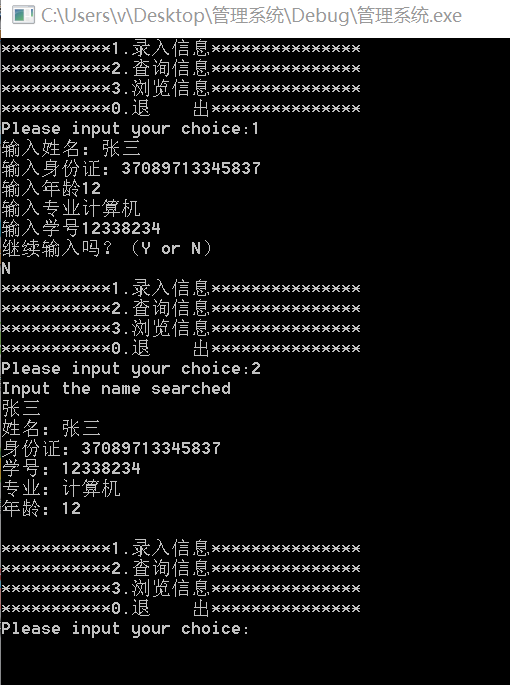 C:\Users\v\Desktop\管理系统\Debug\管理系统.exe
***********1.录入信息***************
***********2.查询信息***************
***********3.浏览信息***************
***********0.退    出***************
Please input your choice:1
输入姓名：张三
输入身份证：37089713345837
输入年龄12
输入专业计算机
输入学号12338234
继续输入吗？（Y or N）
N
***********1.录入信息***************
***********2.查询信息***************
***********3.浏览信息***************
***********0.退    出***************
Please input your choice:2
Input the name searched
张三
姓名：张三
身份证：37089713345837
学号：12338234
专业：计算机
年龄：12
***********1.录入信息***************
***********2.查询信息***************
***********3.浏览信息***************
***********0.退    出***************
Please input your choice: